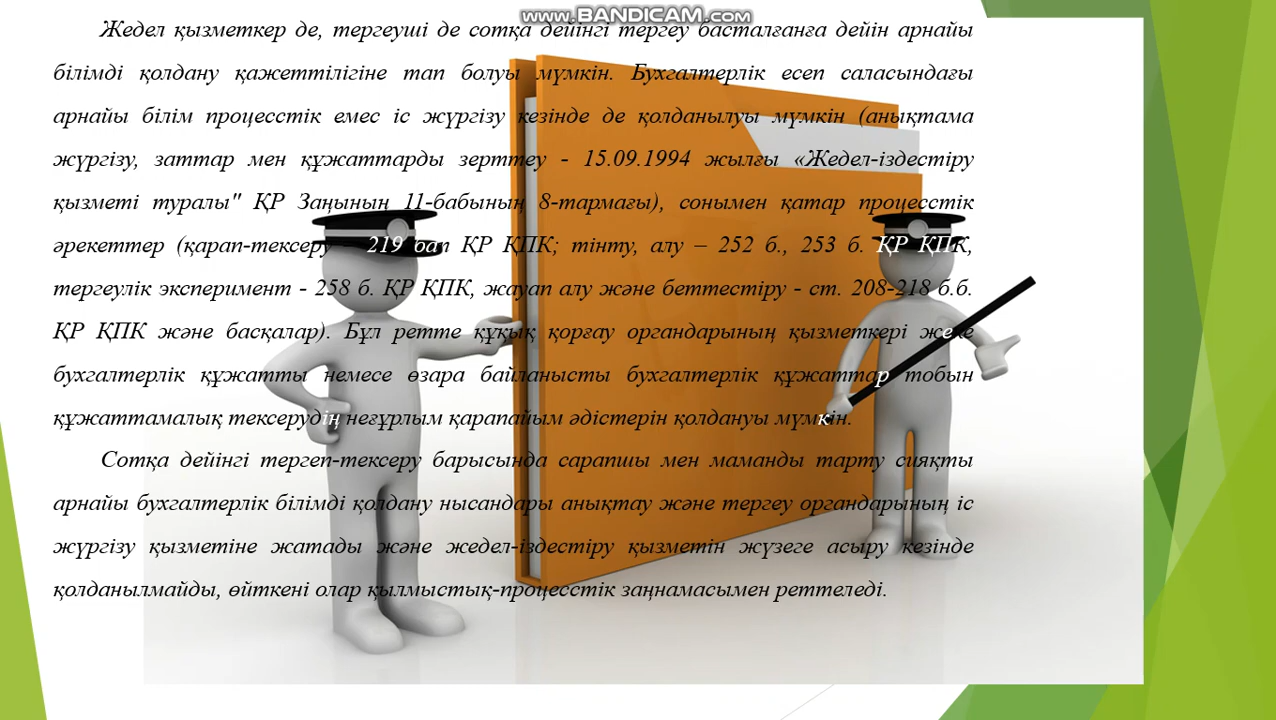 www.BANDICAM.com
Жедел қызметкер де, тергеуші де сотқа дейінгі тергеу басталғанға дейін арнайы
білімді қолдану қажеттілігіне тап болуы мүмкін. Бухгалтерлік есеп саласындағы
арнайы білім процесстік емес іс жүргізу кезінде де қолданылуы мүмкін (анықтама
жүргізу, заттар мен құжаттарды зерттеу - 15.09.1994 жылғы «Жедел-іздестіру
қызметі туралы" ҚР Заңының 11-бабының 8-тармағы), сонымен қатар процесстік
әрекеттер (қарап-тексеру - 219 бап ҚР ҚПК; тінту, алу – 252 б., 253 б. ҚР ҚПК,
тергеулік эксперимент - 258 б. ҚР ҚПК, жауап алу және беттестіру - ст. 208-218 б.б.
ҚР ҚПК және басқалар). Бұл ретте құқық қорғау органдарының қызметкері жеке
бухгалтерлік құжатты немесе өзара байланысты бухгалтерлік құжаттар тобын
құжаттамалық тексерудің неғұрлым қарапайым әдістерін қолдануы мүмкін.
Сотқа дейінгі тергеп-тексеру барысында сарапшы мен маманды тарту сияқты
арнайы бухгалтерлік білімді қолдану нысандары анықтау және тергеу органдарының іс
жүргізу қызметіне жатады және жедел-іздестіру қызметін жүзеге асыру кезінде
қолданылмайды, өйткені олар қылмыстық-процесстік заңнамасымен реттеледі.